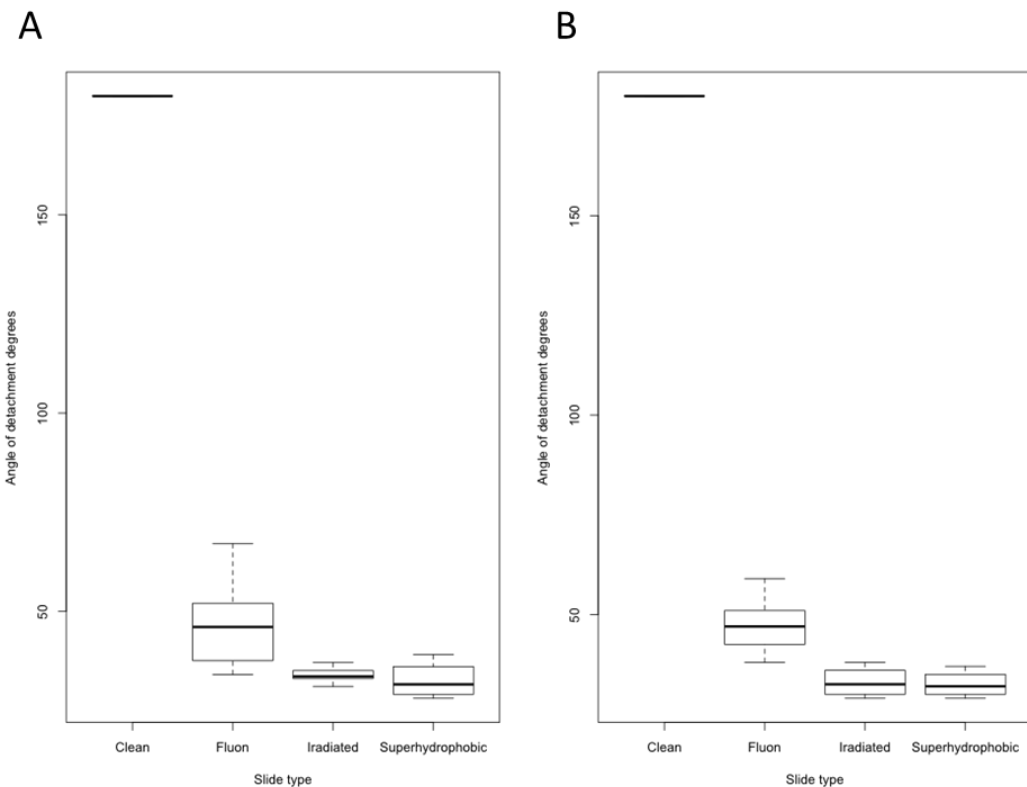 A
Angle of detachment degrees
150
100
50
Clean Fluon Iradiated Superhydrophobic
Slide type
B
Angle of detachment degrees
150
100
50
Clean Fluon Iradiated Superhydrophobic
Slide type